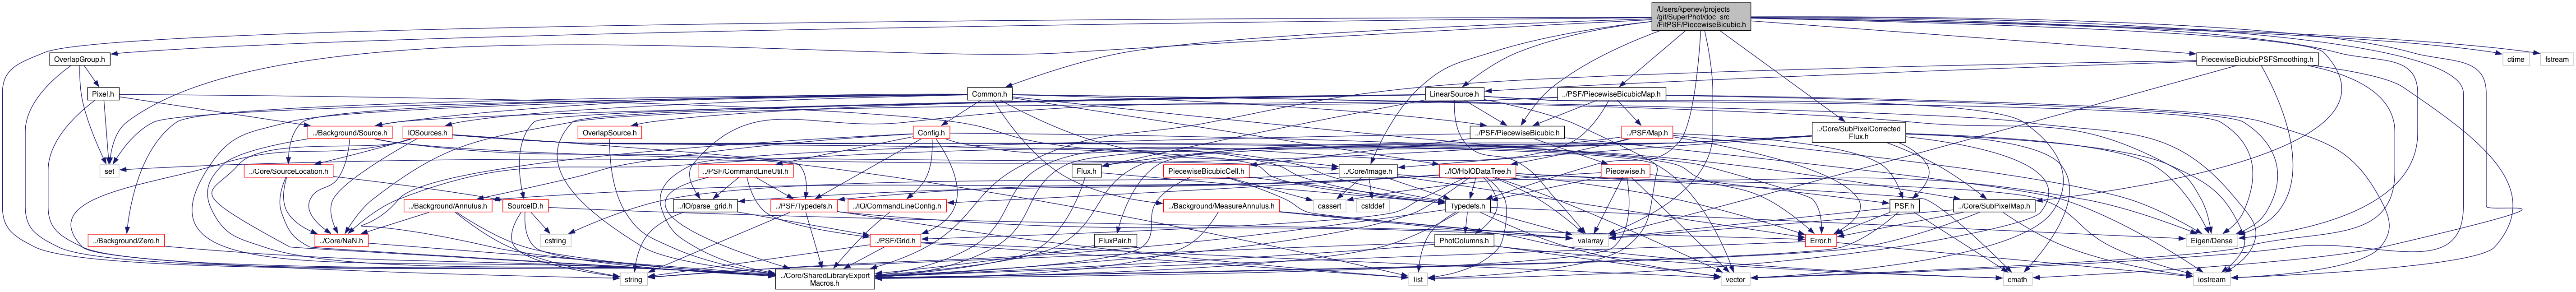 /Users/kpenev/projects
/git/SuperPhot/doc_src
/FitPSF/PiecewiseBicubic.h
OverlapGroup.h
PiecewiseBicubicPSFSmoothing.h
ctime
fstream
Pixel.h
Common.h
LinearSource.h
../PSF/PiecewiseBicubicMap.h
../Background/Source.h
IOSources.h
OverlapSource.h
Config.h
../PSF/PiecewiseBicubic.h
../PSF/Map.h
../Core/SubPixelCorrected
Flux.h
set
../Core/SourceLocation.h
../PSF/CommandLineUtil.h
Flux.h
PiecewiseBicubicCell.h
../Core/Image.h
../IO/H5IODataTree.h
Piecewise.h
../Background/Annulus.h
SourceID.h
../IO/parse_grid.h
../PSF/Typedefs.h
../IO/CommandLineConfig.h
../Background/MeasureAnnulus.h
cassert
cstddef
Typedefs.h
PSF.h
../Core/SubPixelMap.h
../Background/Zero.h
../Core/NaN.h
cstring
../PSF/Grid.h
FluxPair.h
valarray
PhotColumns.h
Error.h
Eigen/Dense
string
../Core/SharedLibraryExport
Macros.h
list
vector
cmath
iostream